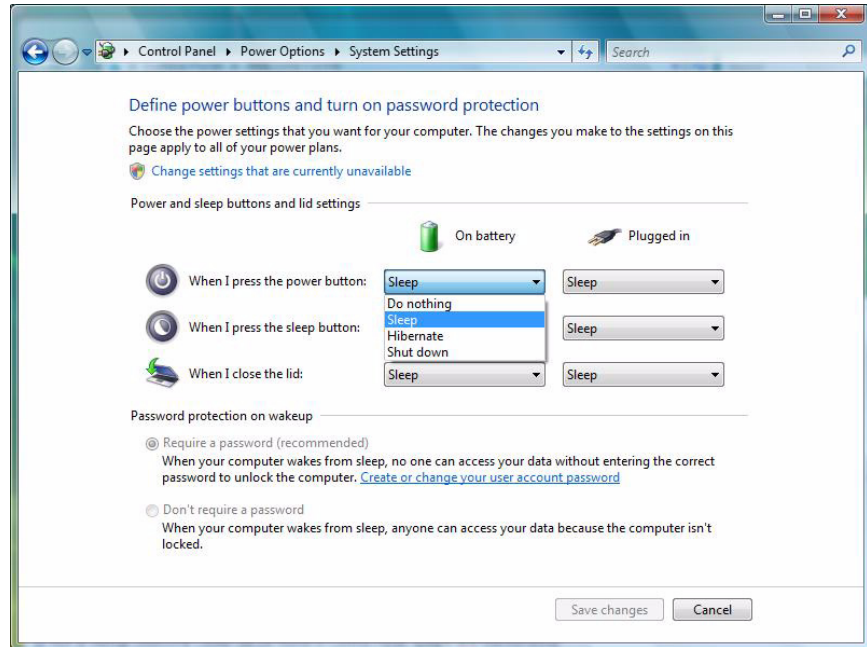 Control Panel ▸ Power Options ▸ System Settings
Search
Define power buttons and turn on password protection
Choose the power settings that you want for your computer. The changes you make to the settings on this
page apply to all of your power plans.
Change settings that are currently unavailable
Power and sleep buttons and lid settings
On battery Plugged in
When I press the power button: Sleep Sleep
Do nothing
Sleep
When I press the sleep button: Sleep
Hibernate
Shut down
When I close the lid: Sleep Sleep
Password protection on wakeup
Require a password (recommended)
When your computer wakes from sleep, no one can access your data without entering the correct
password to unlock the computer. Create or change your user account password
Don't require a password
When your computer wakes from sleep, anyone can access your data because the computer isn't
locked.
Save changes Cancel